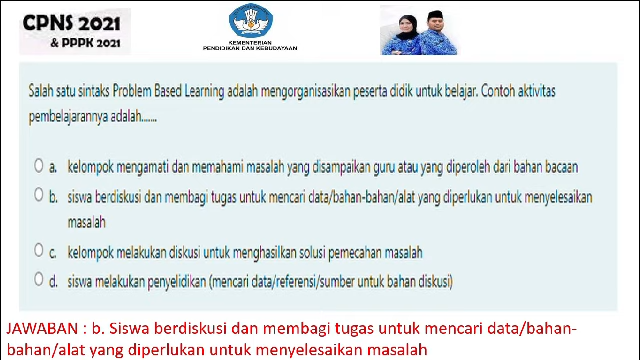 CPNS 2021
& PPPK 2021
KEMENTERIAN
PENDIDIKAN DAN KEBUDAYAAN
Salah satu sintaks Problem Based Learning adalah mengorganisasikan peserta didik untuk belajar. Contoh aktivitas
pembelajarannya adalah.......
a. kelompok mengamati dan memahami masalah yang disampaikan guru atau yang diperoleh dari bahan bacaan
b. siswa berdiskusi dan membagi tugas untuk mencari data/bahan-bahan/alat yang diperlukan untuk menyelesaikan
masalah
c. kelompok melakukan diskusi untuk menghasilkan solusi pemecahan masalah
d. siswa melakukan penyelidikan (mencari data/referensi/sumber untuk bahan diskusi)
JAWABAN : b. Siswa berdiskusi dan membagi tugas untuk mencari data/bahan-
bahan/alat yang diperlukan untuk menyelesaikan masalah